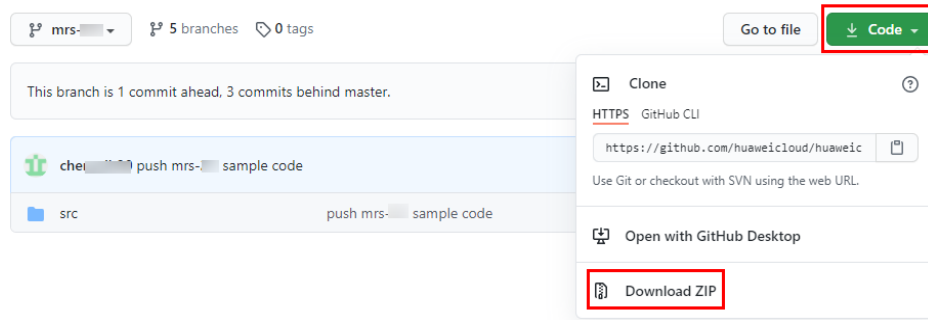 mrs-
5 branches
0 tags
Go to file
Code
This branch is 1 commit ahead, 3 commits behind master.
push mrs- sample code
src
push mrs- sample code
Clone
HTTPS GitHub CLI
https://github.com/huaweicloud/huaweic
Use Git or checkout with SVN using the web URL.
Open with GitHub Desktop
Download ZIP